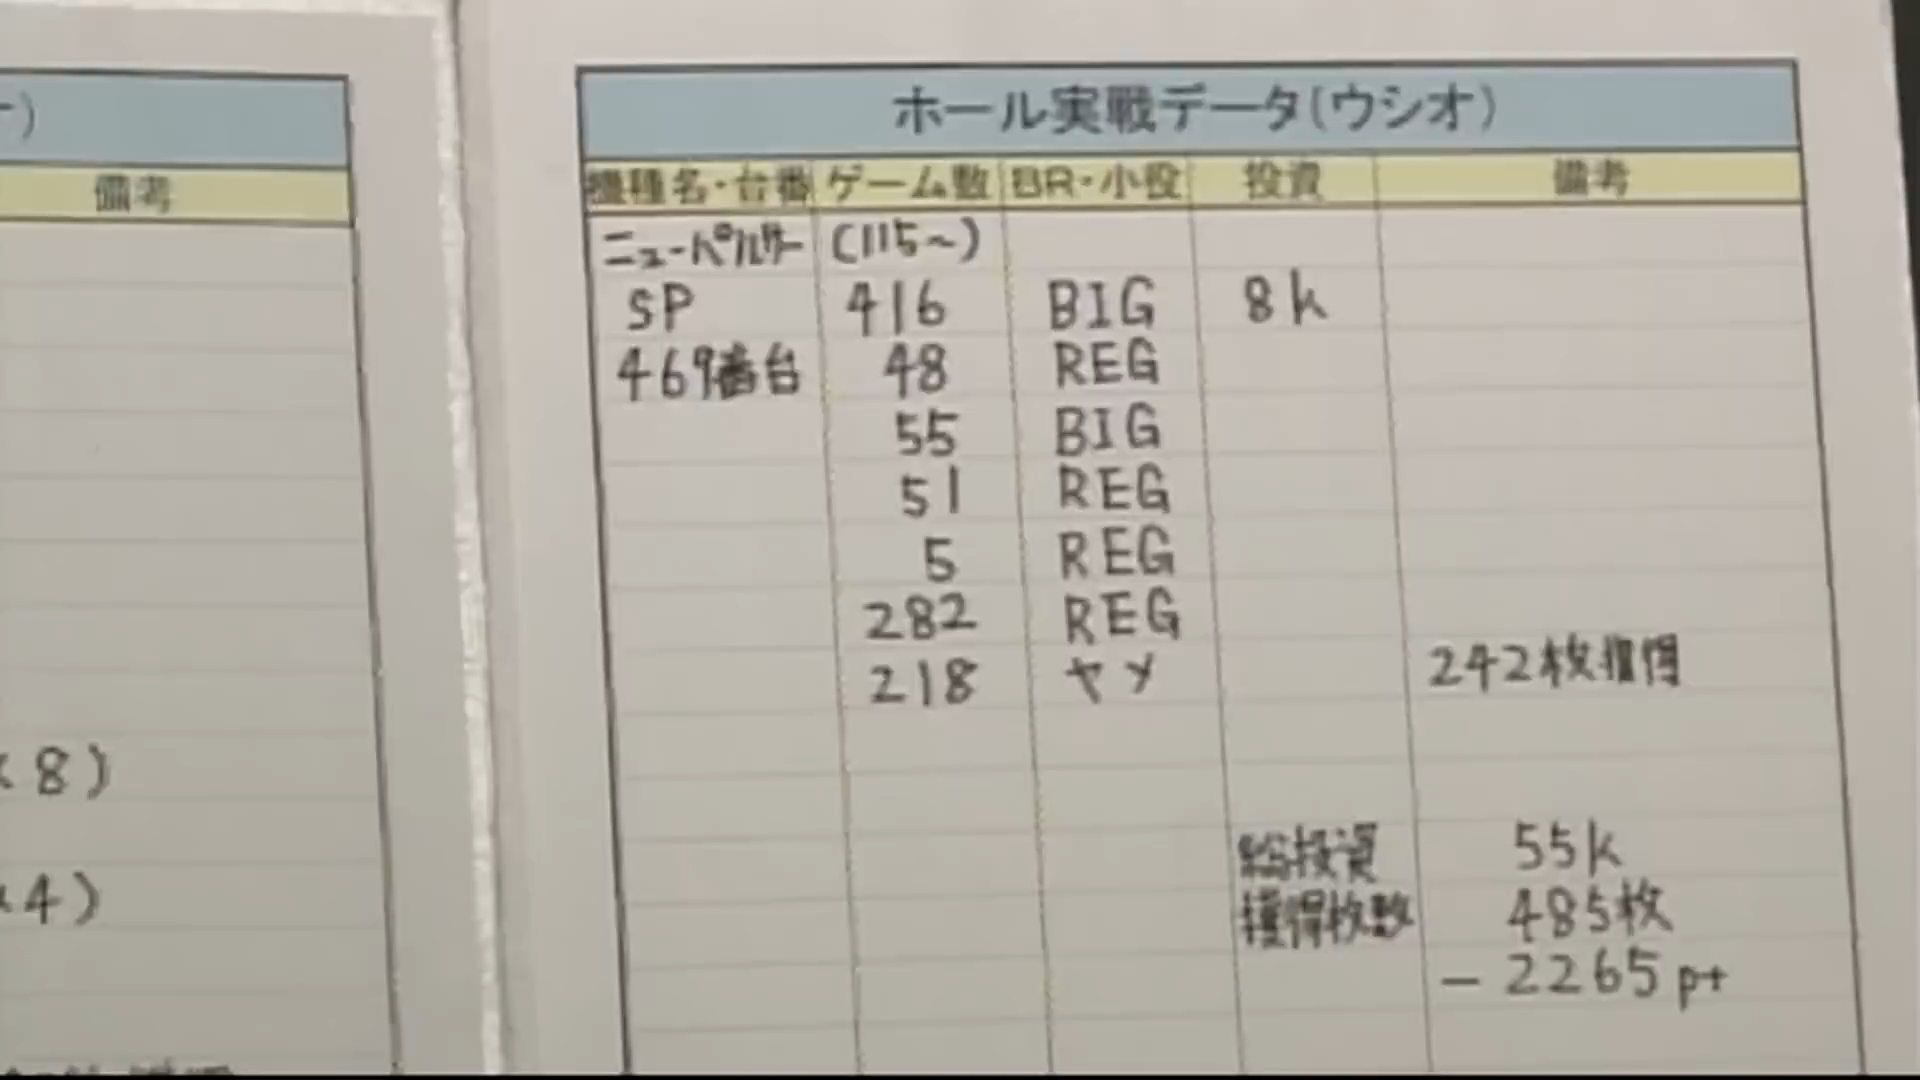 ー)
備考
8)
4)
ホール実戦データ(ウシオ)
機種名・台番 ゲーム数 BR・小役 投資 備考
ニューパルサー (115~)
SP 416 BIG 8k
469番台 48 REG
55 BIG
51 REG
5 REG
282 REG
218 ヤメ 242枚獲得
総投資 55k
獲得枚数 485枚
- 2265pt